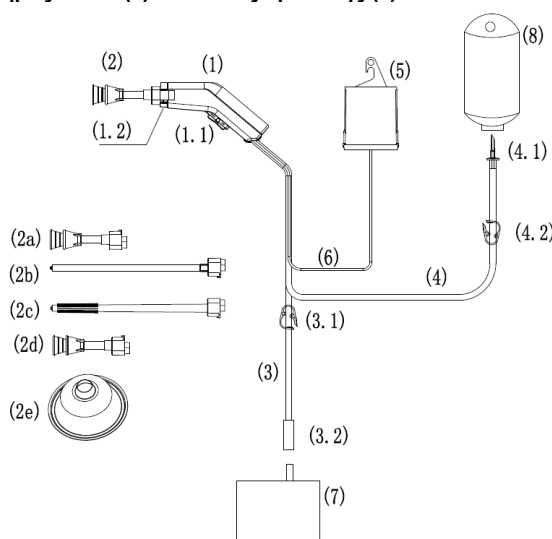 (2)
(1)
(5)
(8)
(1.2)
(1.1)
(4.1)
(4.2)
(2a)
(6)
(4)
(2b)
(2c)
(3.1)
(2d)
(3)
(2e)
(3.2)
(7)